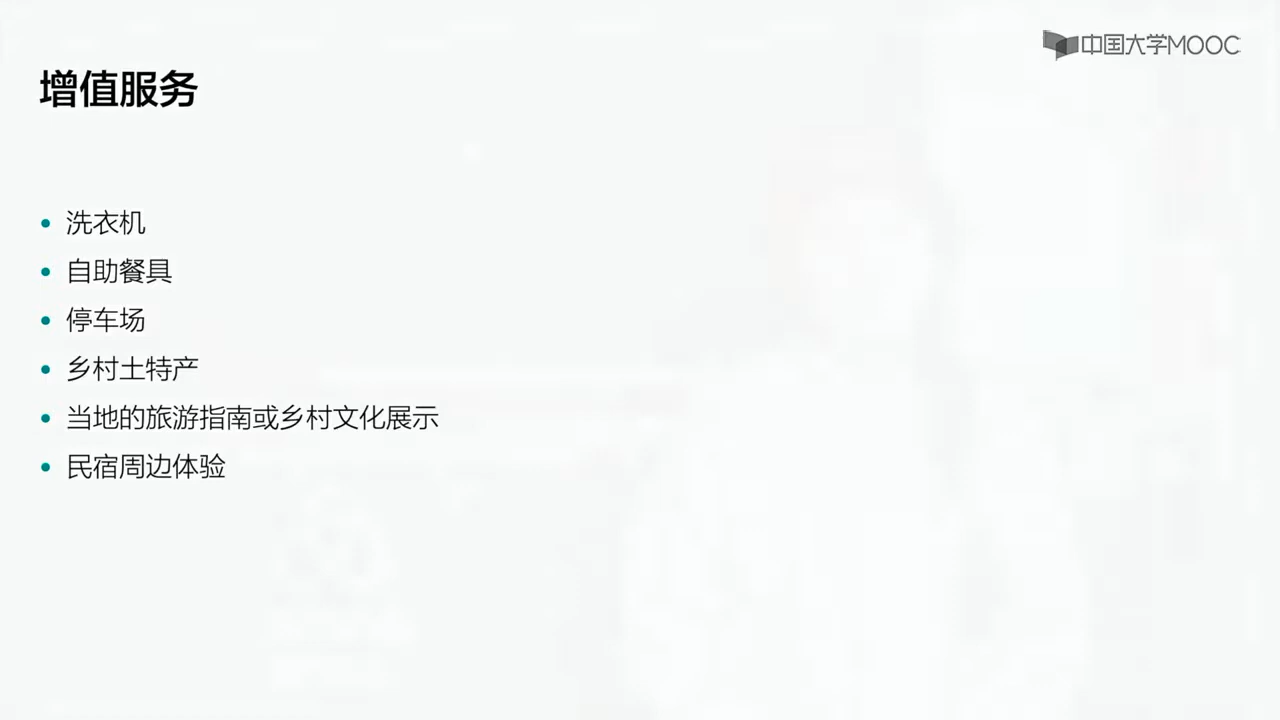 中国大学MOOC
增值服务
洗衣机
自助餐具
停车场
乡村土特产
当地的旅游指南或乡村文化展示
民宿周边体验